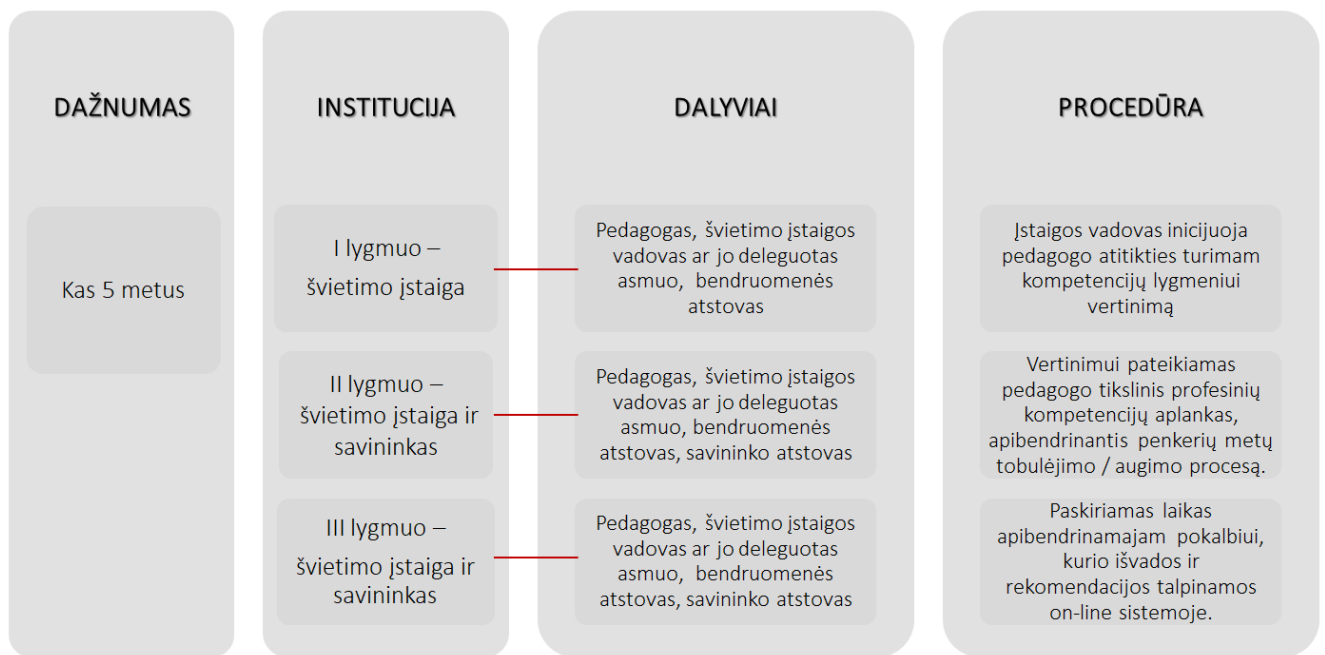 DAŽNUMAS
Kas 5 metus
INSTITUCIJA
I lygmuo –
švietimo įstaiga
II lygmuo –
švietimo įstaiga ir
savininkas
III lygmuo –
švietimo įstaiga ir
savininkas
DALYVIAI
Pedagogas, švietimo įstaigos
vadovas ar jo deleguotas
asmuo, bendruomenės
atstovas
Pedagogas, švietimo įstaigos
vadovas ar jo deleguotas
asmuo, bendruomenės
atstovas, savininko atstovas
Pedagogas, švietimo įstaigos
vadovas ar jo deleguotas
asmuo, bendruomenės
atstovas, savininko atstovas
PROCEDŪRA
Įstaigos vadovas inicijuoja
pedagogo atitikties turimam
kompetencijų lygmeniui
vertinimą
Vertinimui pateikiamas
pedagogo tikslinis profesinių
kompetencijų aplankas,
apibendrinantis penkerių metų
tobulėjimo / augimo procesą.
Paskiriamas laikas
apibendrinamajam pokalbiui,
kurio išvados ir
rekomendacijos talpinamos
on-line sistemoje.